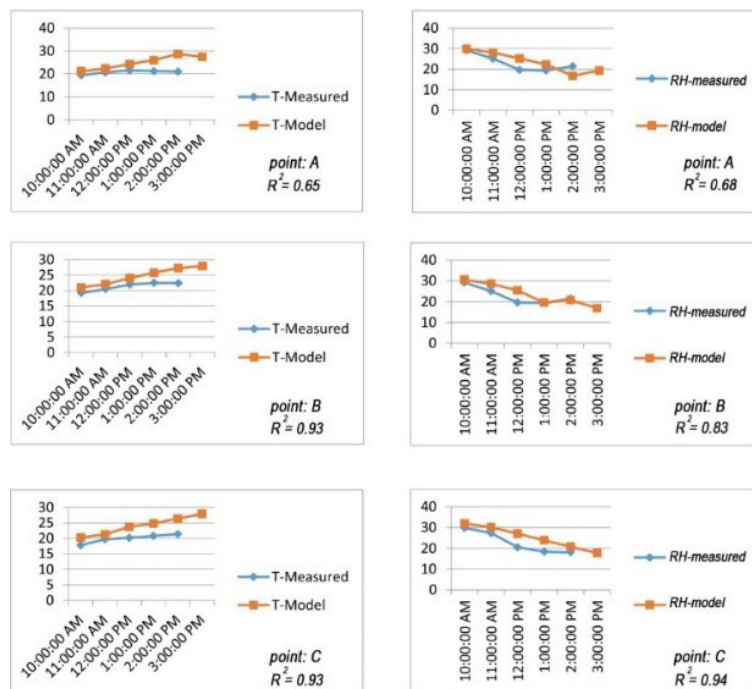 40
30
20
10
0
10:00:00 AM
11:00:00 AM
12:00:00 PM
1:00:00 PM
2:00:00 PM
3:00:00 PM
T-Measured
T-Model
point: A
R²= 0.65
40
30
20
10
0
10:00:00 AM
11:00:00 AM
12:00:00 PM
1:00:00 PM
2:00:00 PM
3:00:00 PM
RH-measured
RH-model
point: A
R²= 0.68
30
25
20
15
10
5
0
10:00:00 AM
11:00:00 AM
12:00:00 PM
1:00:00 PM
2:00:00 PM
3:00:00 PM
T-Measured
T-Model
point: B
R²= 0.93
40
30
20
10
0
10:00:00 AM
11:00:00 AM
12:00:00 PM
1:00:00 PM
2:00:00 PM
3:00:00 PM
RH-measured
RH-model
point: B
R²= 0.83
30
25
20
15
10
5
0
10:00:00 AM
11:00:00 AM
12:00:00 PM
1:00:00 PM
2:00:00 PM
3:00:00 PM
T-Measured
T-Model
point: C
R²= 0.93
40
30
20
10
0
10:00:00 AM
11:00:00 AM
12:00:00 PM
1:00:00 PM
2:00:00 PM
3:00:00 PM
RH-measured
RH-model
point: C
R²= 0.94